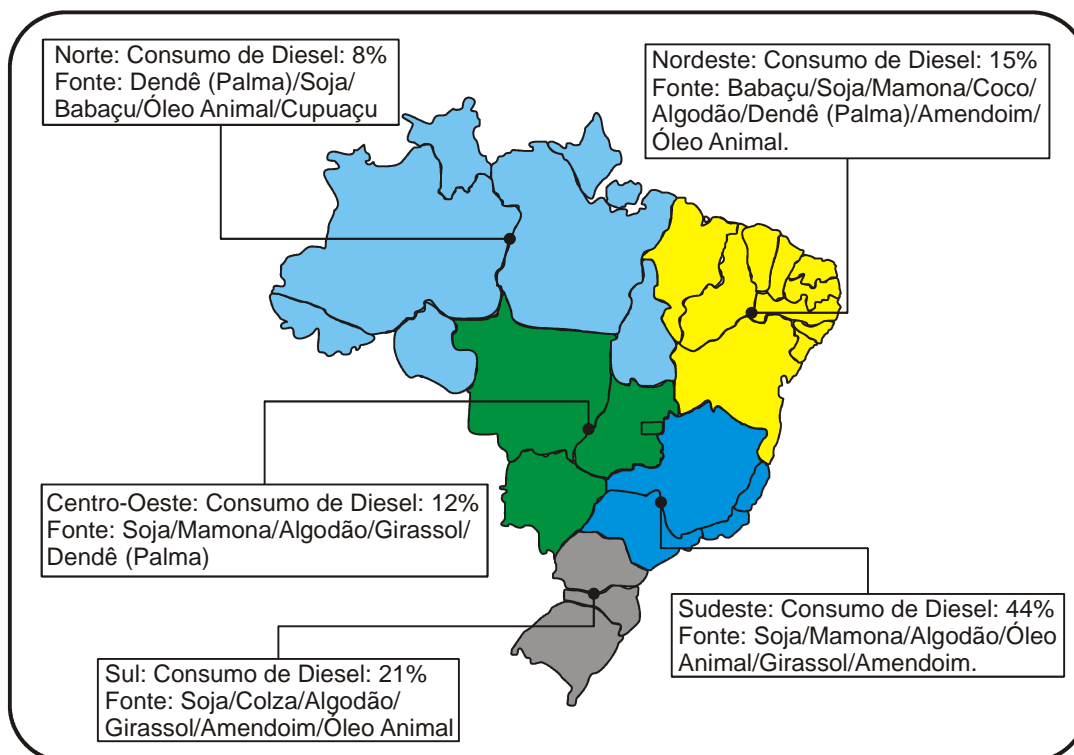 Norte: Consumo de Diesel: 8%
Fonte: Dendê (Palma)/Soja/
Babaçu/Óleo Animal/Cupuaçu
Nordeste: Consumo de Diesel: 15%
Fonte: Babaçu/Soja/Mamona/Coco
/Algodão/Dendê (Palma)/Amendoim/
Óleo Animal.
Centro-Oeste: Consumo de Diesel: 12%
Fonte: Soja/Mamona/Algodão/Girassol/
Dendê (Palma)
Sudeste: Consumo de Diesel: 44%
Fonte: Soja/Mamona/Algodão/Óleo
Animal/Girassol/Amendoim.
Sul: Consumo de Diesel: 21%
Fonte: Soja/Colza/Algodão/
Girassol/Amendoim/Óleo Animal